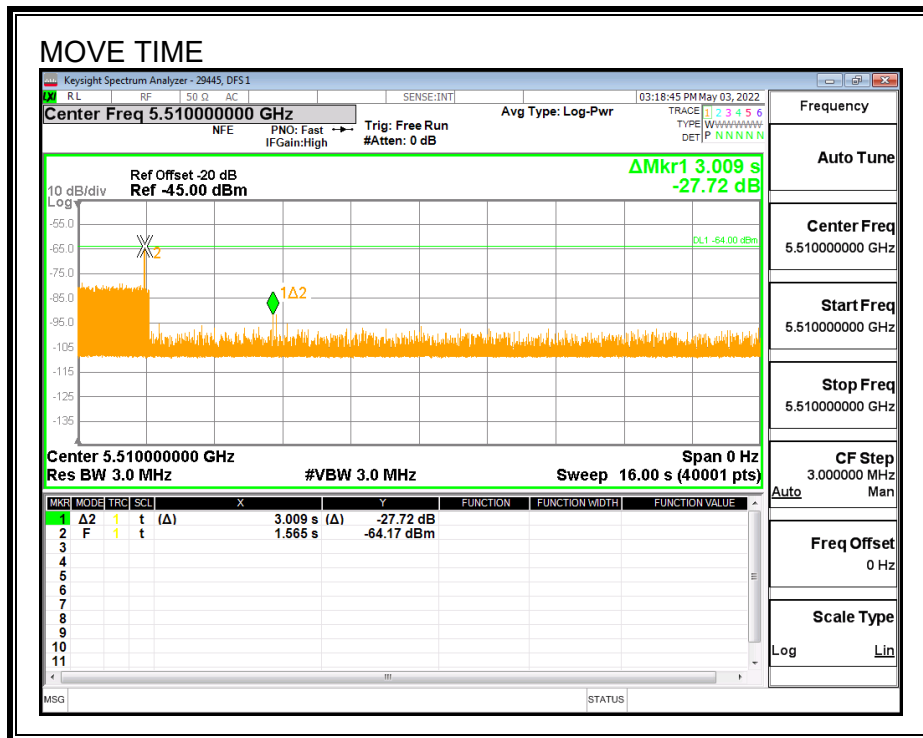 MOVE TIME
Keysight Spectrum Analyzer - 29445, DFS 1
LXI RL RF 50 Ω AC SENSE:INT 03:18:45 PM May 03, 2022
Center Freq 5.510000000 GHz Avg Type: Log-Pwr TRACE 1 2 3 4 5 6
NFE PNO: Fast Trig: Free Run TYPE WWWWWW
IFGain:High #Atten: 0 dB DET P N N N N N
Ref Offset -20 dB ΔMkr1 3.009 s
10 dB/div Ref -45.00 dBm -27.72 dB
Log
-55.0
-65.0
-75.0
-85.0
-95.0
-105
-115
-125
-135
DL1 -64.00 dBm
2
1Δ2
Center 5.510000000 GHz Span 0 Hz
Res BW 3.0 MHz #VBW 3.0 MHz Sweep 16.00 s (40001 pts)
MKR MODE TRC SCL X Y FUNCTION FUNCTION WIDTH FUNCTION VALUE
1 Δ2 1 t (Δ) 3.009 s (Δ) -27.72 dB
2 F 1 t 1.565 s -64.17 dBm
3
4
5
6
7
8
9
10
11
MSG STATUS
Frequency
Auto Tune
Center Freq
5.510000000 GHz
Start Freq
5.510000000 GHz
Stop Freq
5.510000000 GHz
CF Step
3.000000 MHz
Auto Man
Freq Offset
0 Hz
Scale Type
Log Lin